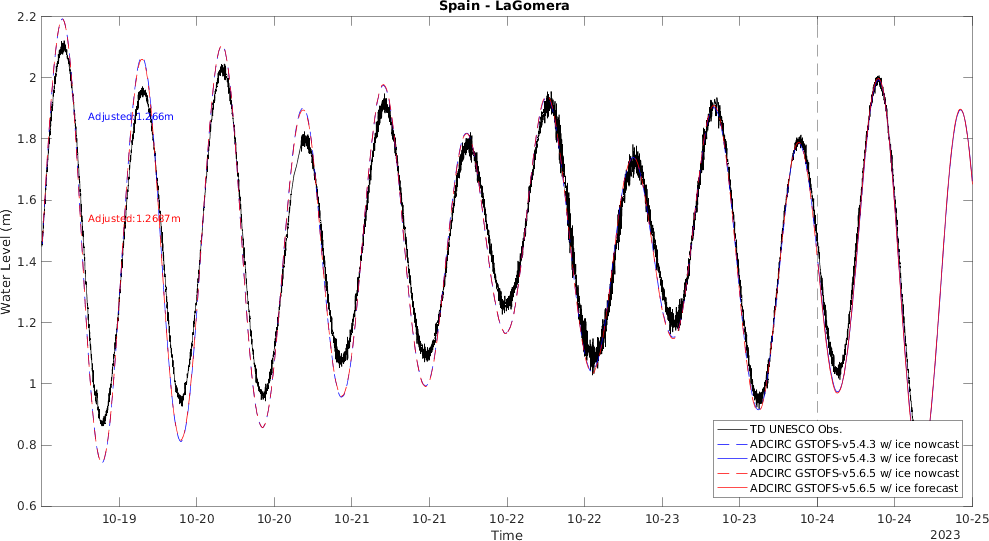 Spain - LaGomera
2.2
2
1.8
1.6
1.4
1.2
1
0.8
0.6
Water Level (m)
Adjusted:1.266m
Adjusted:1.2687m
TD UNESCO Obs.
ADCIRC GSTOFS-v5.4.3 w/ ice nowcast
ADCIRC GSTOFS-v5.4.3 w/ ice forecast
ADCIRC GSTOFS-v5.6.5 w/ ice nowcast
ADCIRC GSTOFS-v5.6.5 w/ ice forecast
10-19 10-20 10-20 10-21 10-21 10-22 10-22 10-23 10-23 10-24 10-24 10-25
Time
2023